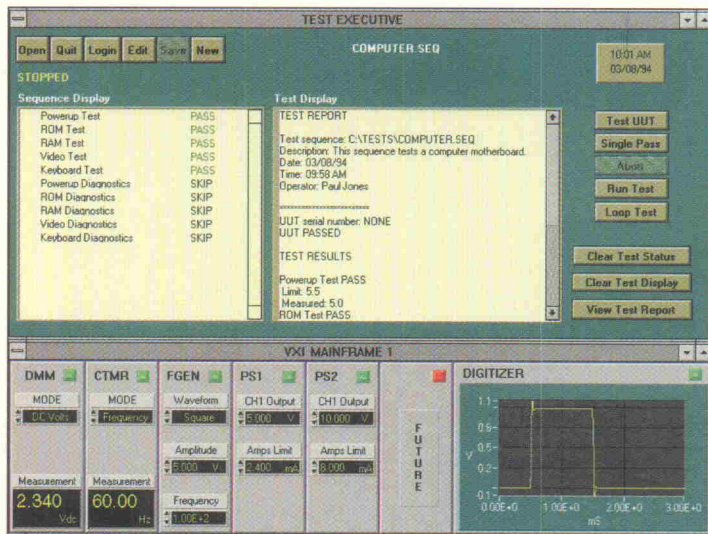 TEST EXECUTIVE
Open Quit Login Edit Save New
COMPUTER SEQ
10:01 AM
03/08/94
STOPPED
Sequence Display
Powerup Test PASS
ROM Test PASS
RAM Test PASS
Video Test PASS
Keyboard Test PASS
Powerup Diagnostics SKIP
ROM Diagnostics SKIP
RAM Diagnostics SKIP
Video Diagnostics SKIP
Keyboard Diagnostics SKIP
Test Display
TEST REPORT
Test sequence: C:\TESTS\COMPUTER.SEQ
Description: This sequence tests a computer motherboard.
Date: 03/08/94
Time: 09:58 AM
Operator: Paul Jones
UUT serial number: NONE
UUT PASSED
TEST RESULTS
Powerup Test PASS
Limit: 5.5
Measured: 5.0
ROM Test PASS
Test UUT
Single Pass
Abort
Run Test
Loop Test
Clear Test Status
Clear Test Display
View Test Report
VXI MAINFRAME 1
DMM
MODE
DC Volts
Measurement
2.340
Vdc
CTMR
MODE
Frequency
Measurement
60.00
Hz
FGEN
Waveform
Square
Amplitude
5.000 V
Frequency
1.00E+2
PS1
CH1 Output
5.000 V
Amps Limit
2.400 mA
PS2
CH1 Output
10.000 V
Amps Limit
8.000 mA
FUTURE
DIGITIZER
1.1
0.8
0.5
0.2
-0.1
V
0.00E+0 1.00E+0 2.00E+0 3.00E+0
mS